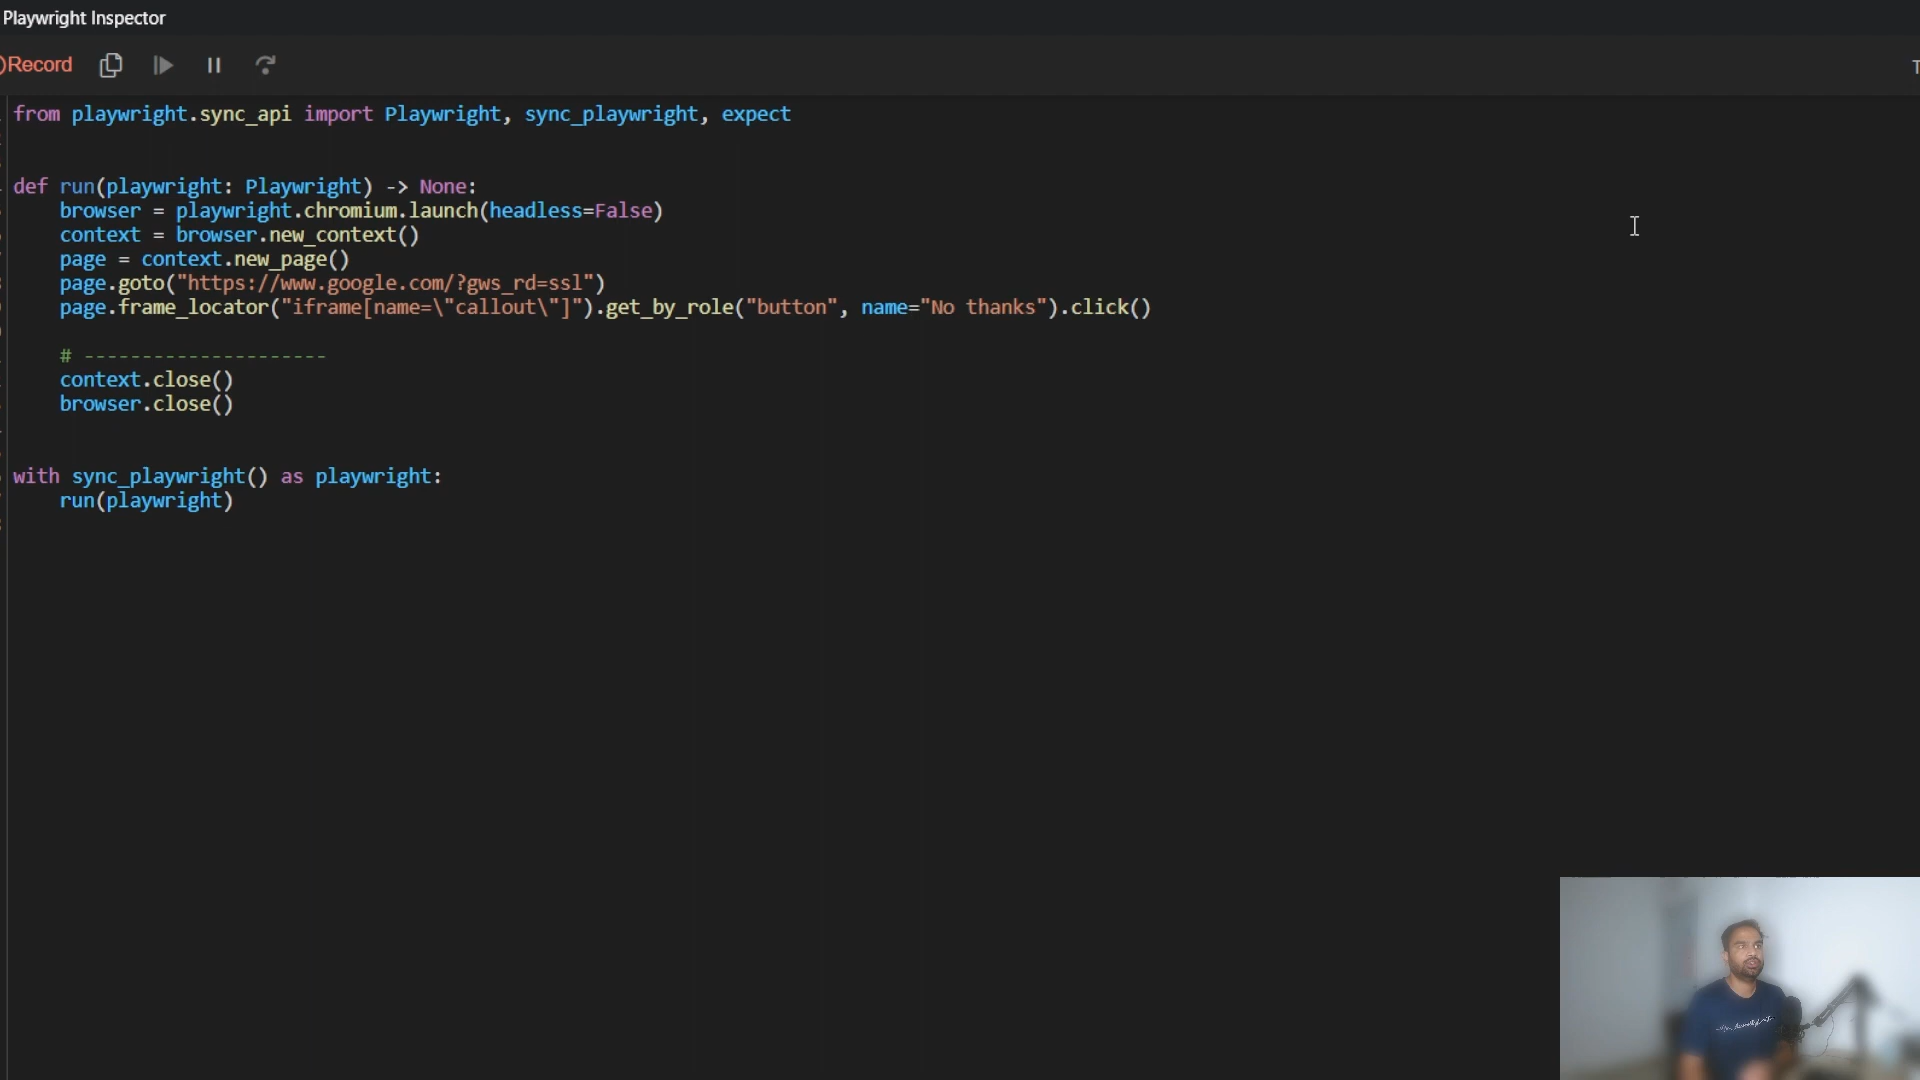 Playwright Inspector
Record
from playwright.sync_api import Playwright, sync_playwright, expect
def run(playwright: Playwright) -> None:
    browser = playwright.chromium.launch(headless=False)
    context = browser.new_context()
    page = context.new_page()
    page.goto("https://www.google.com/?gws_rd=ssl")
    page.frame_locator("iframe[name=\"callout\"]").get_by_role("button", name="No thanks").click()
    # ---------------------
    context.close()
    browser.close()
with sync_playwright() as playwright:
    run(playwright)